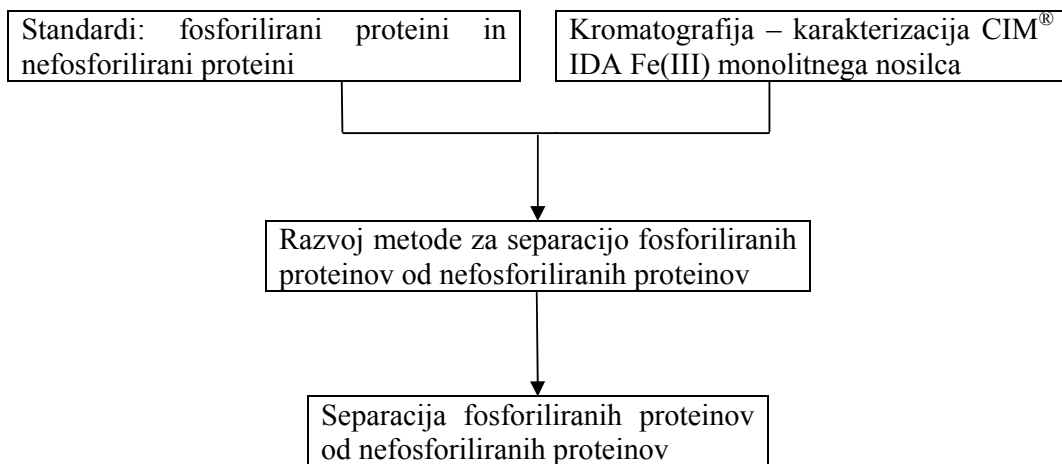 Standardi: fosforilirani proteini in
nefosforilirani proteini
Kromatografija – karakterizacija CIM®
IDA Fe(III) monolitnega nosilca
Razvoj metode za separacijo fosforiliranih
proteinov od nefosforiliranih proteinov
Separacija fosforiliranih proteinov
od nefosforiliranih proteinov